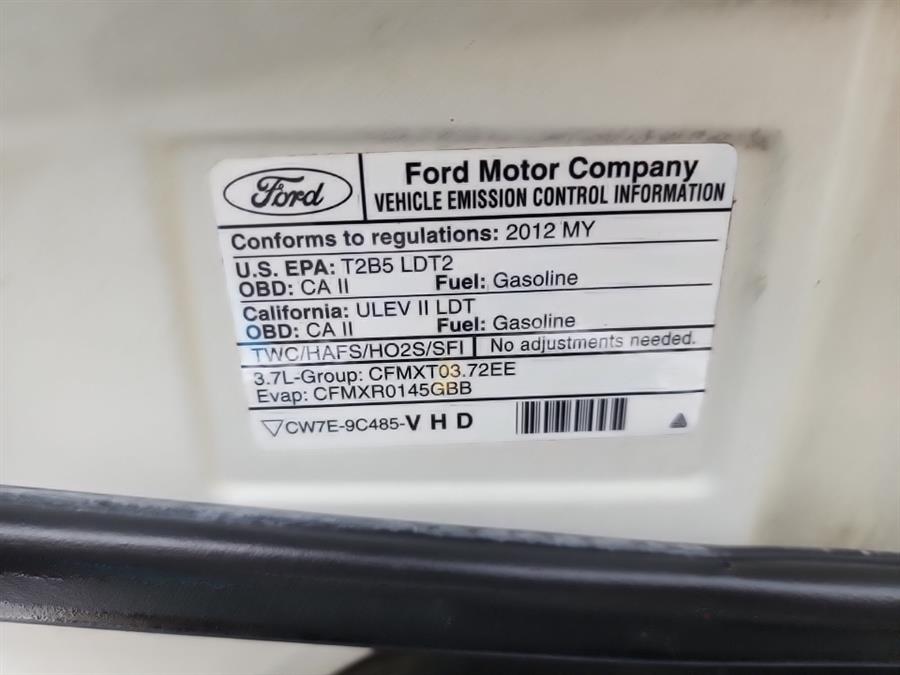 Ford
Ford Motor Company
VEHICLE EMISSION CONTROL INFORMATION
Conforms to regulations: 2012 MY
U.S. EPA: T2B5 LDT2
OBD: CA II Fuel: Gasoline
California: ULEV II LDT
OBD: CA II Fuel: Gasoline
TWC/HAFS/HO2S/SFI No adjustments needed.
3.7L-Group: CFMXT03.72EE
Evap: CFMXR0145GBB
CW7E-9C485-VHD